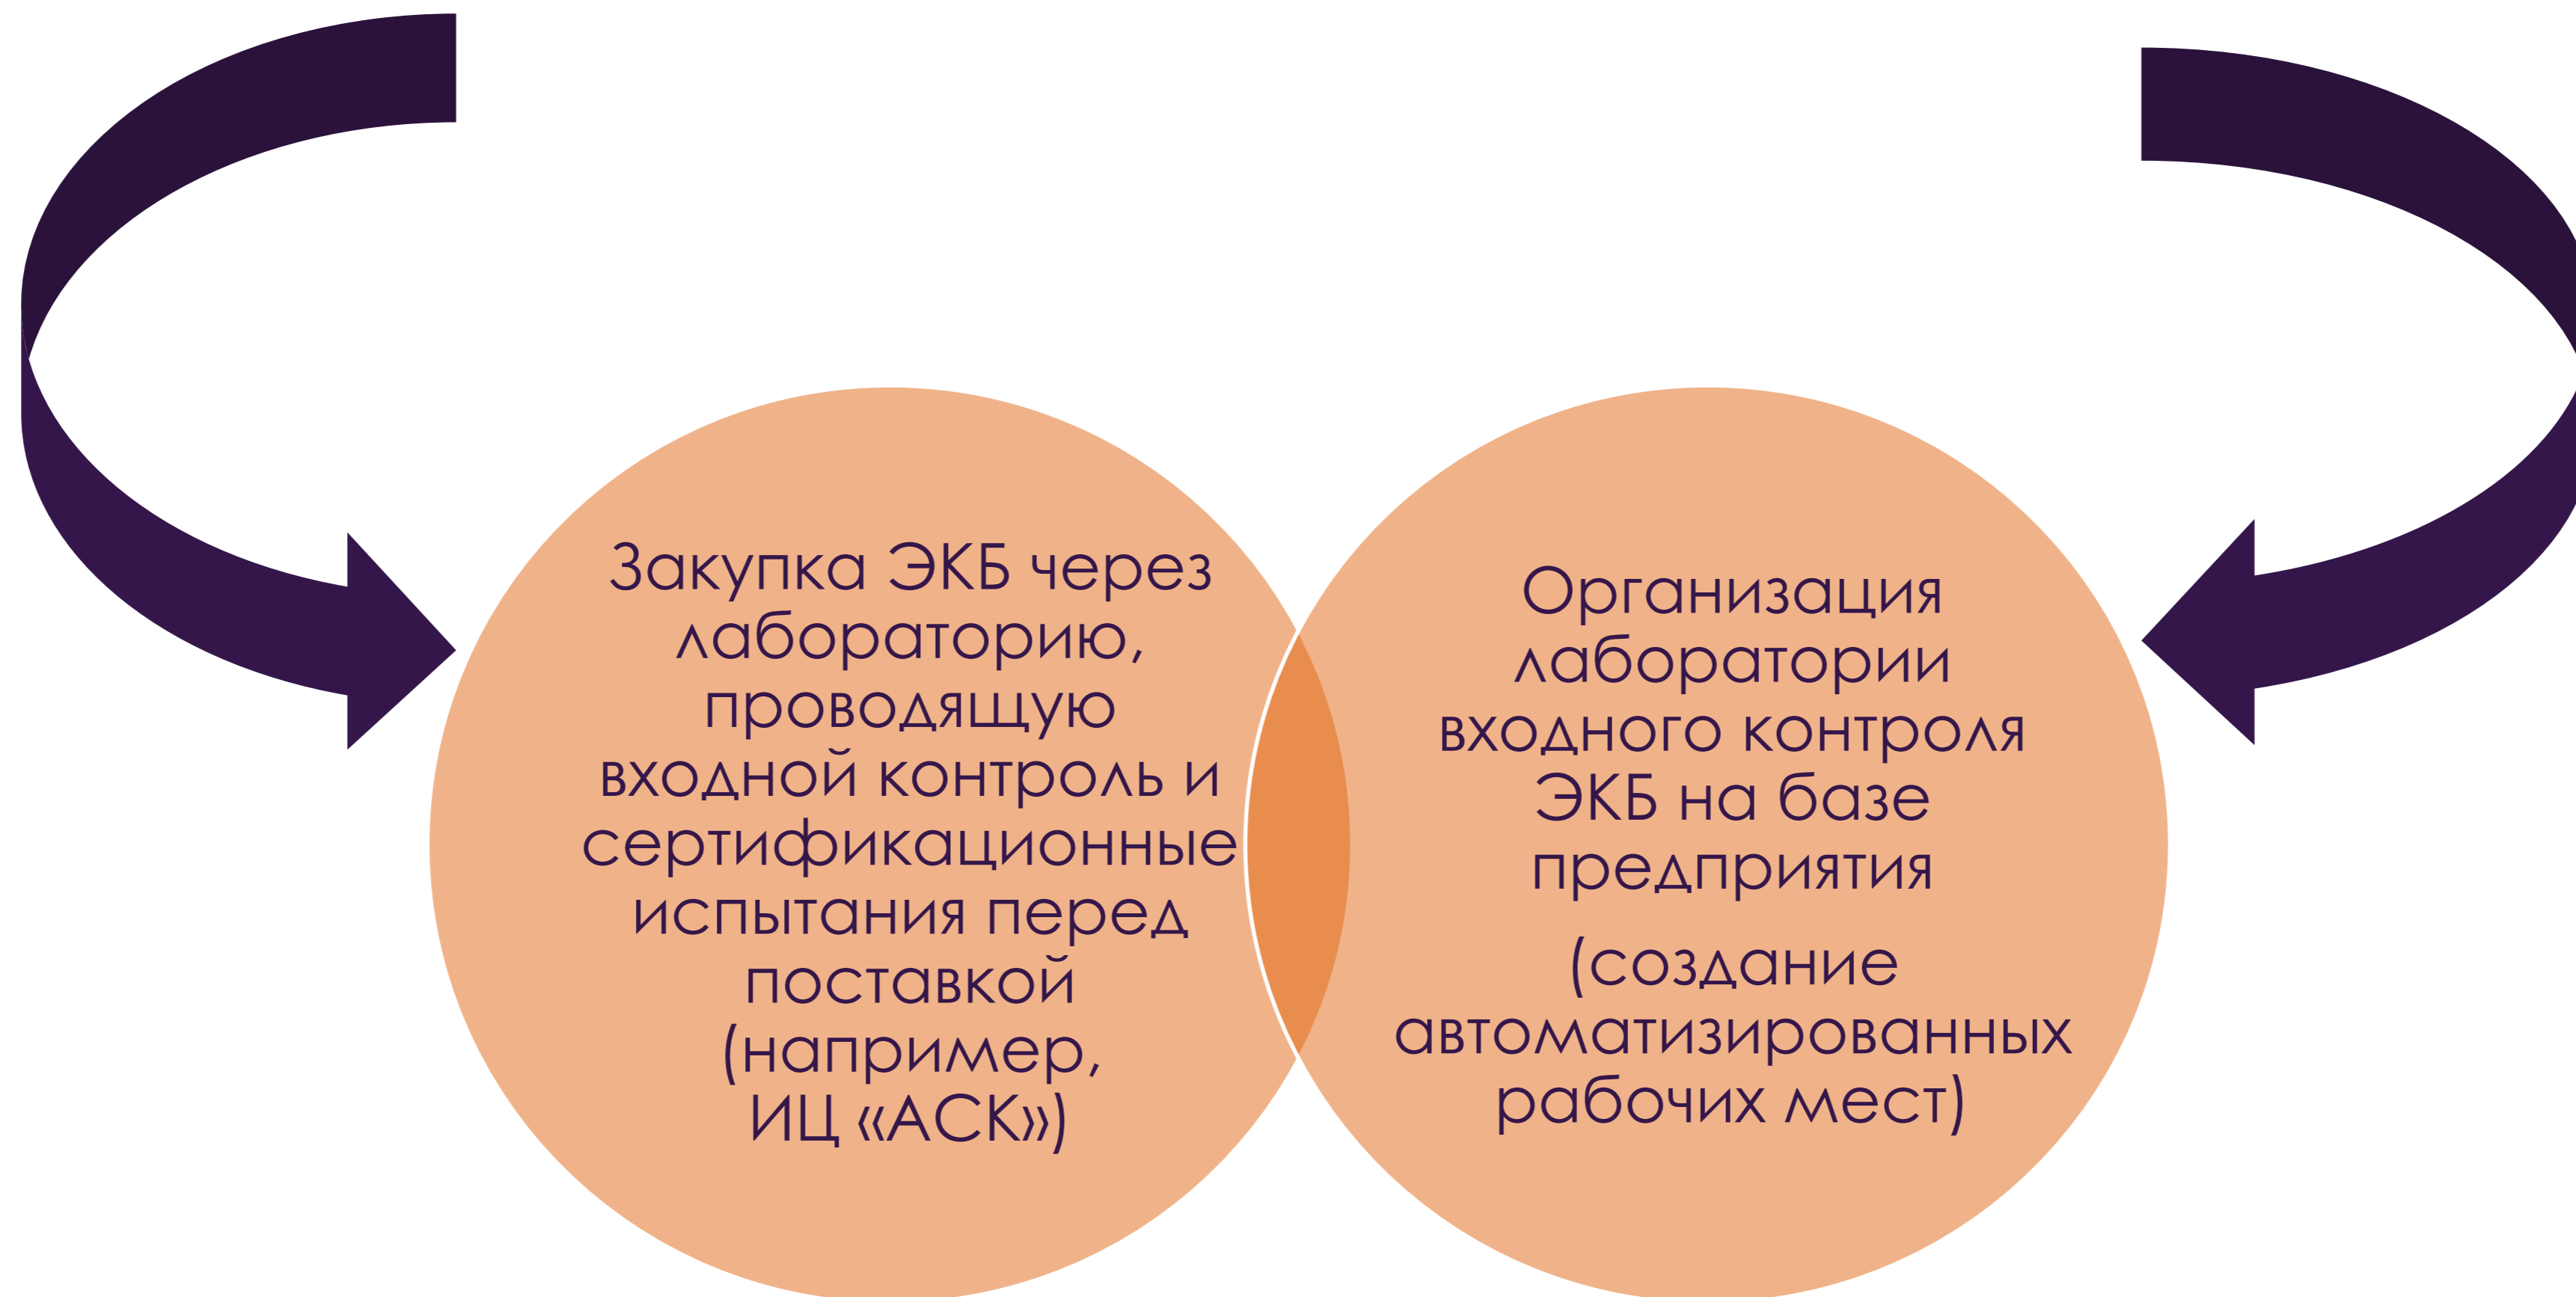 Закупка ЭКБ через
лабораторию,
проводящую
входной контроль и
сертификационные
испытания перед
поставкой
(например,
ИЦ «АСК»)
Организация
лаборатории
входного контроля
ЭКБ на базе
предприятия
(создание
автоматизированных
рабочих мест)